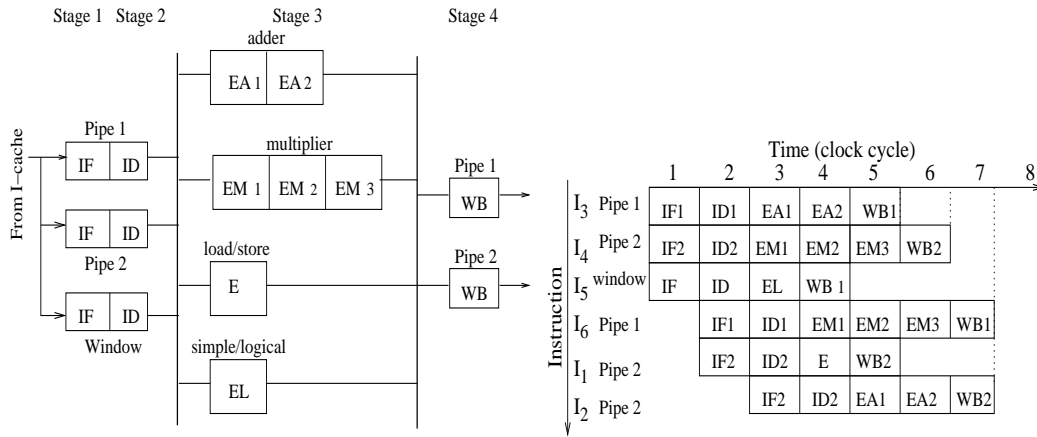 Stage 1 Stage 2 Stage 3 Stage 4
adder
EA 1 EA 2
Pipe 1
IF ID
multiplier
EM 1 EM 2 EM 3
From I-cache
IF ID
Pipe 2
load/store
E
IF ID
Window
simple/logical
EL
Pipe 1
WB
Pipe 2
WB
Time (clock cycle)
1 2 3 4 5 6 7 8
Instruction
I3 Pipe 1 IF1 ID1 EA1 EA2 WB1
I4 Pipe 2 IF2 ID2 EM1 EM2 EM3 WB2
I5 window IF ID EL WB 1
I6 Pipe 1 IF1 ID1 EM1 EM2 EM3 WB1
I1 Pipe 2 IF2 ID2 E WB2
I2 Pipe 2 IF2 ID2 EA1 EA2 WB2